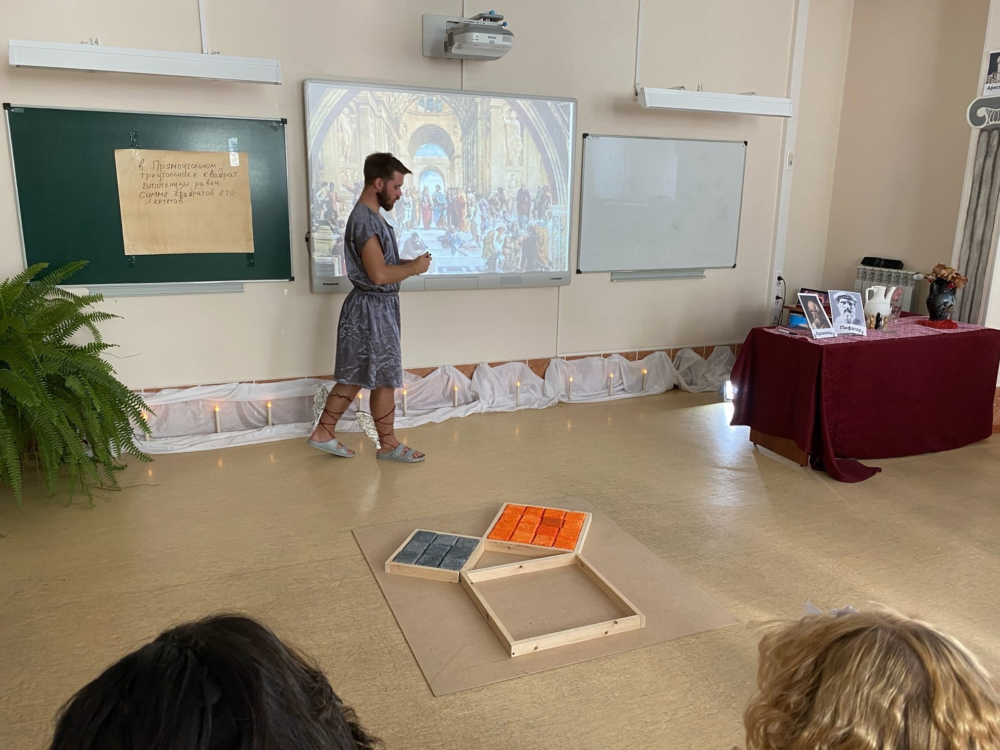 EPSON
в Прямоугольном
треугольнике квадрат
гипотенузы равен
сумме квадратов его
катетов
Panasonic
Архимед
Пифагор